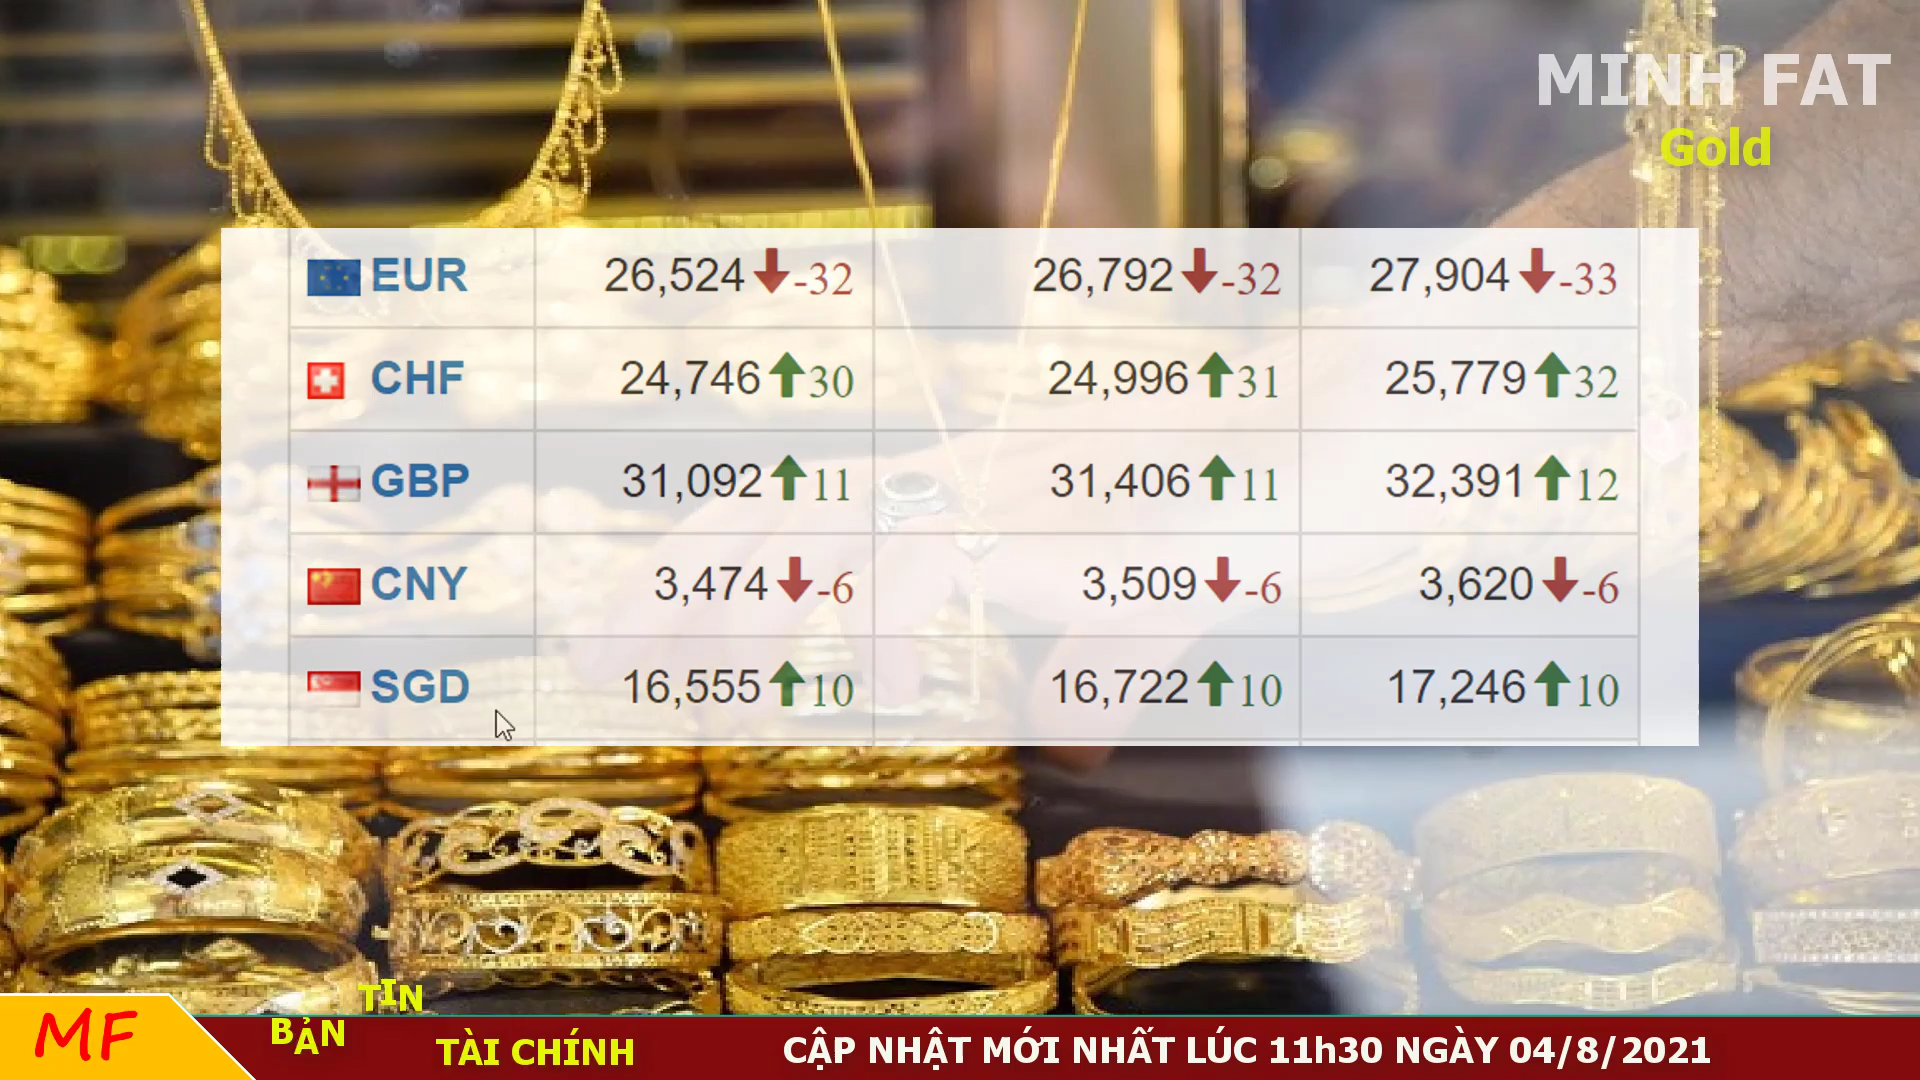 MINH FAT
Gold
EUR 26,524 -32 26,792 -32 27,904 -33
CHF 24,746 30 24,996 31 25,779 32
GBP 31,092 11 31,406 11 32,391 12
CNY 3,474 -6 3,509 -6 3,620 -6
SGD 16,555 10 16,722 10 17,246 10
MF
BẢN TIN
TÀI CHÍNH
CẬP NHẬT MỚI NHẤT LÚC 11h30 NGÀY 04/8/2021